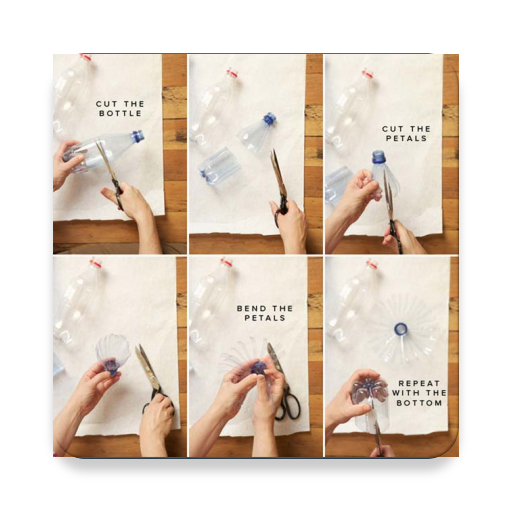 CUT THE
BOTTLE
CUT THE
PETALS
BEND THE
PETALS
REPEAT
WITH THE
BOTTOM